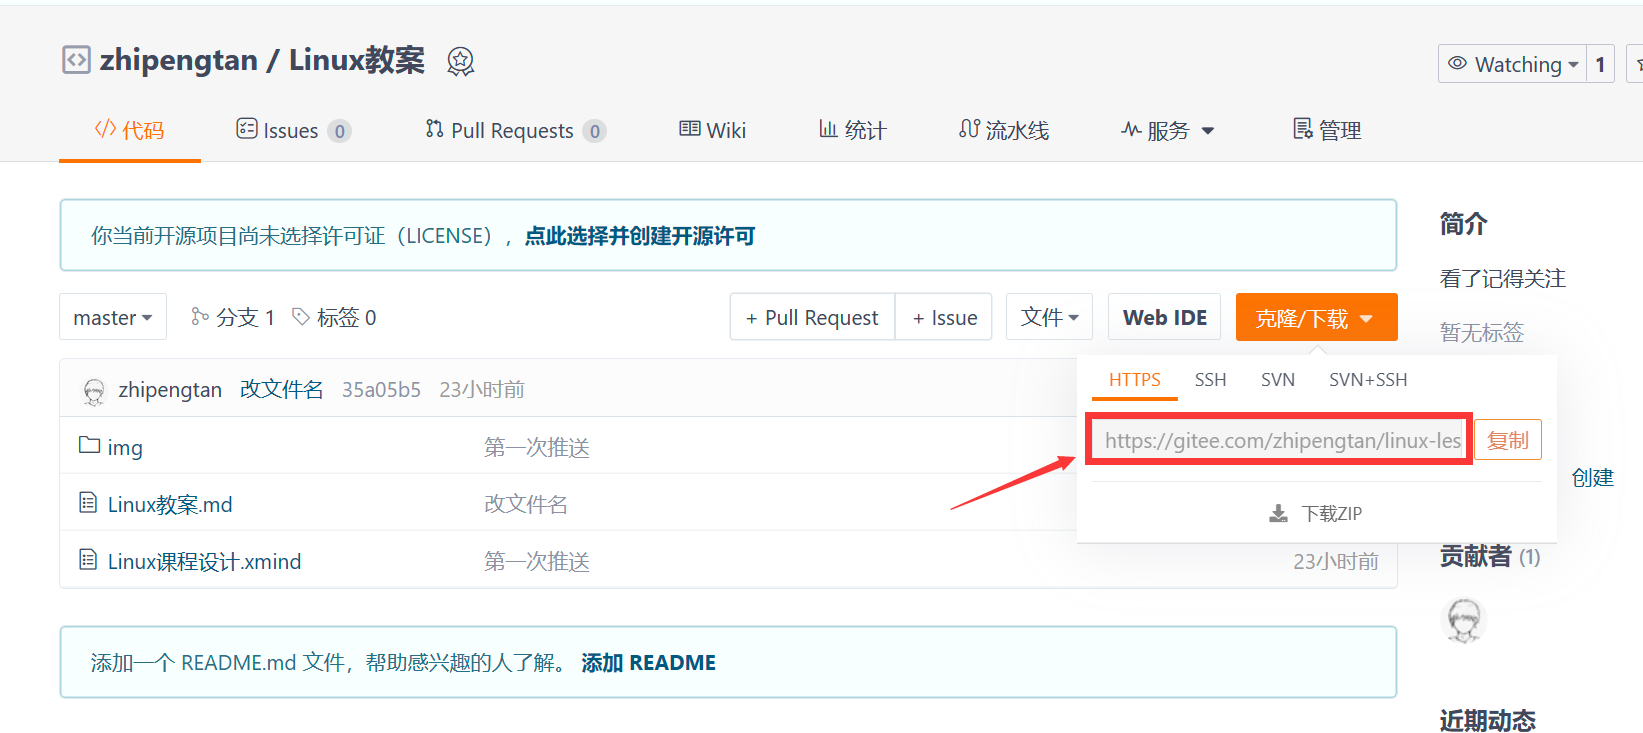 zhipengtan / Linux教案
Watching 1
代码 Issues 0 Pull Requests 0 Wiki 统计 流水线 服务 管理
你当前开源项目尚未选择许可证（LICENSE），点此选择并创建开源许可
简介
看了记得关注
暂无标签
master 分支 1 标签 0 + Pull Request + Issue 文件 Web IDE 克隆/下载
HTTPS SSH SVN SVN+SSH
https://gitee.com/zhipengtan/linux-les 复制
下载ZIP
创建
zhipengtan 改文件名 35a05b5 23小时前
img 第一次推送
Linux教案.md 改文件名
Linux课程设计.xmind 第一次推送 23小时前
贡献者 (1)
添加一个 README.md 文件，帮助感兴趣的人了解。 添加 README
近期动态